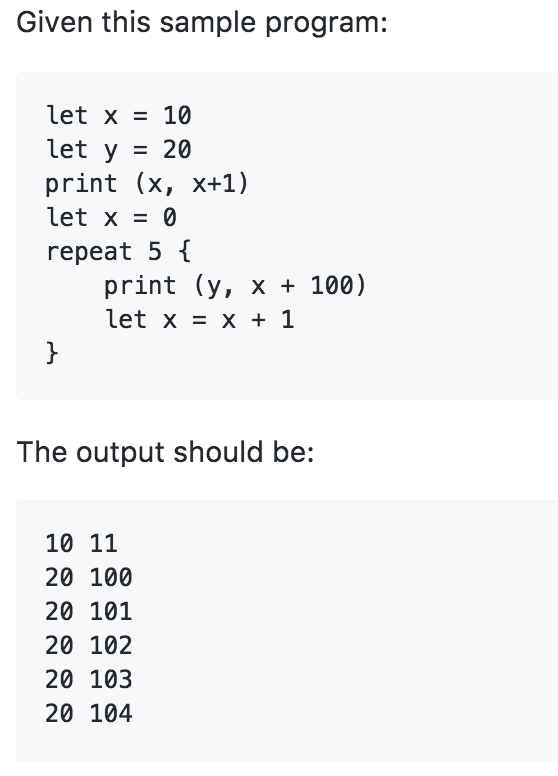 Given this sample program:
let x = 10
let y = 20
print (x, x+1)
let x = 0
repeat 5 {
    print (y, x + 100)
    let x = x + 1
}
The output should be:
10 11
20 100
20 101
20 102
20 103
20 104